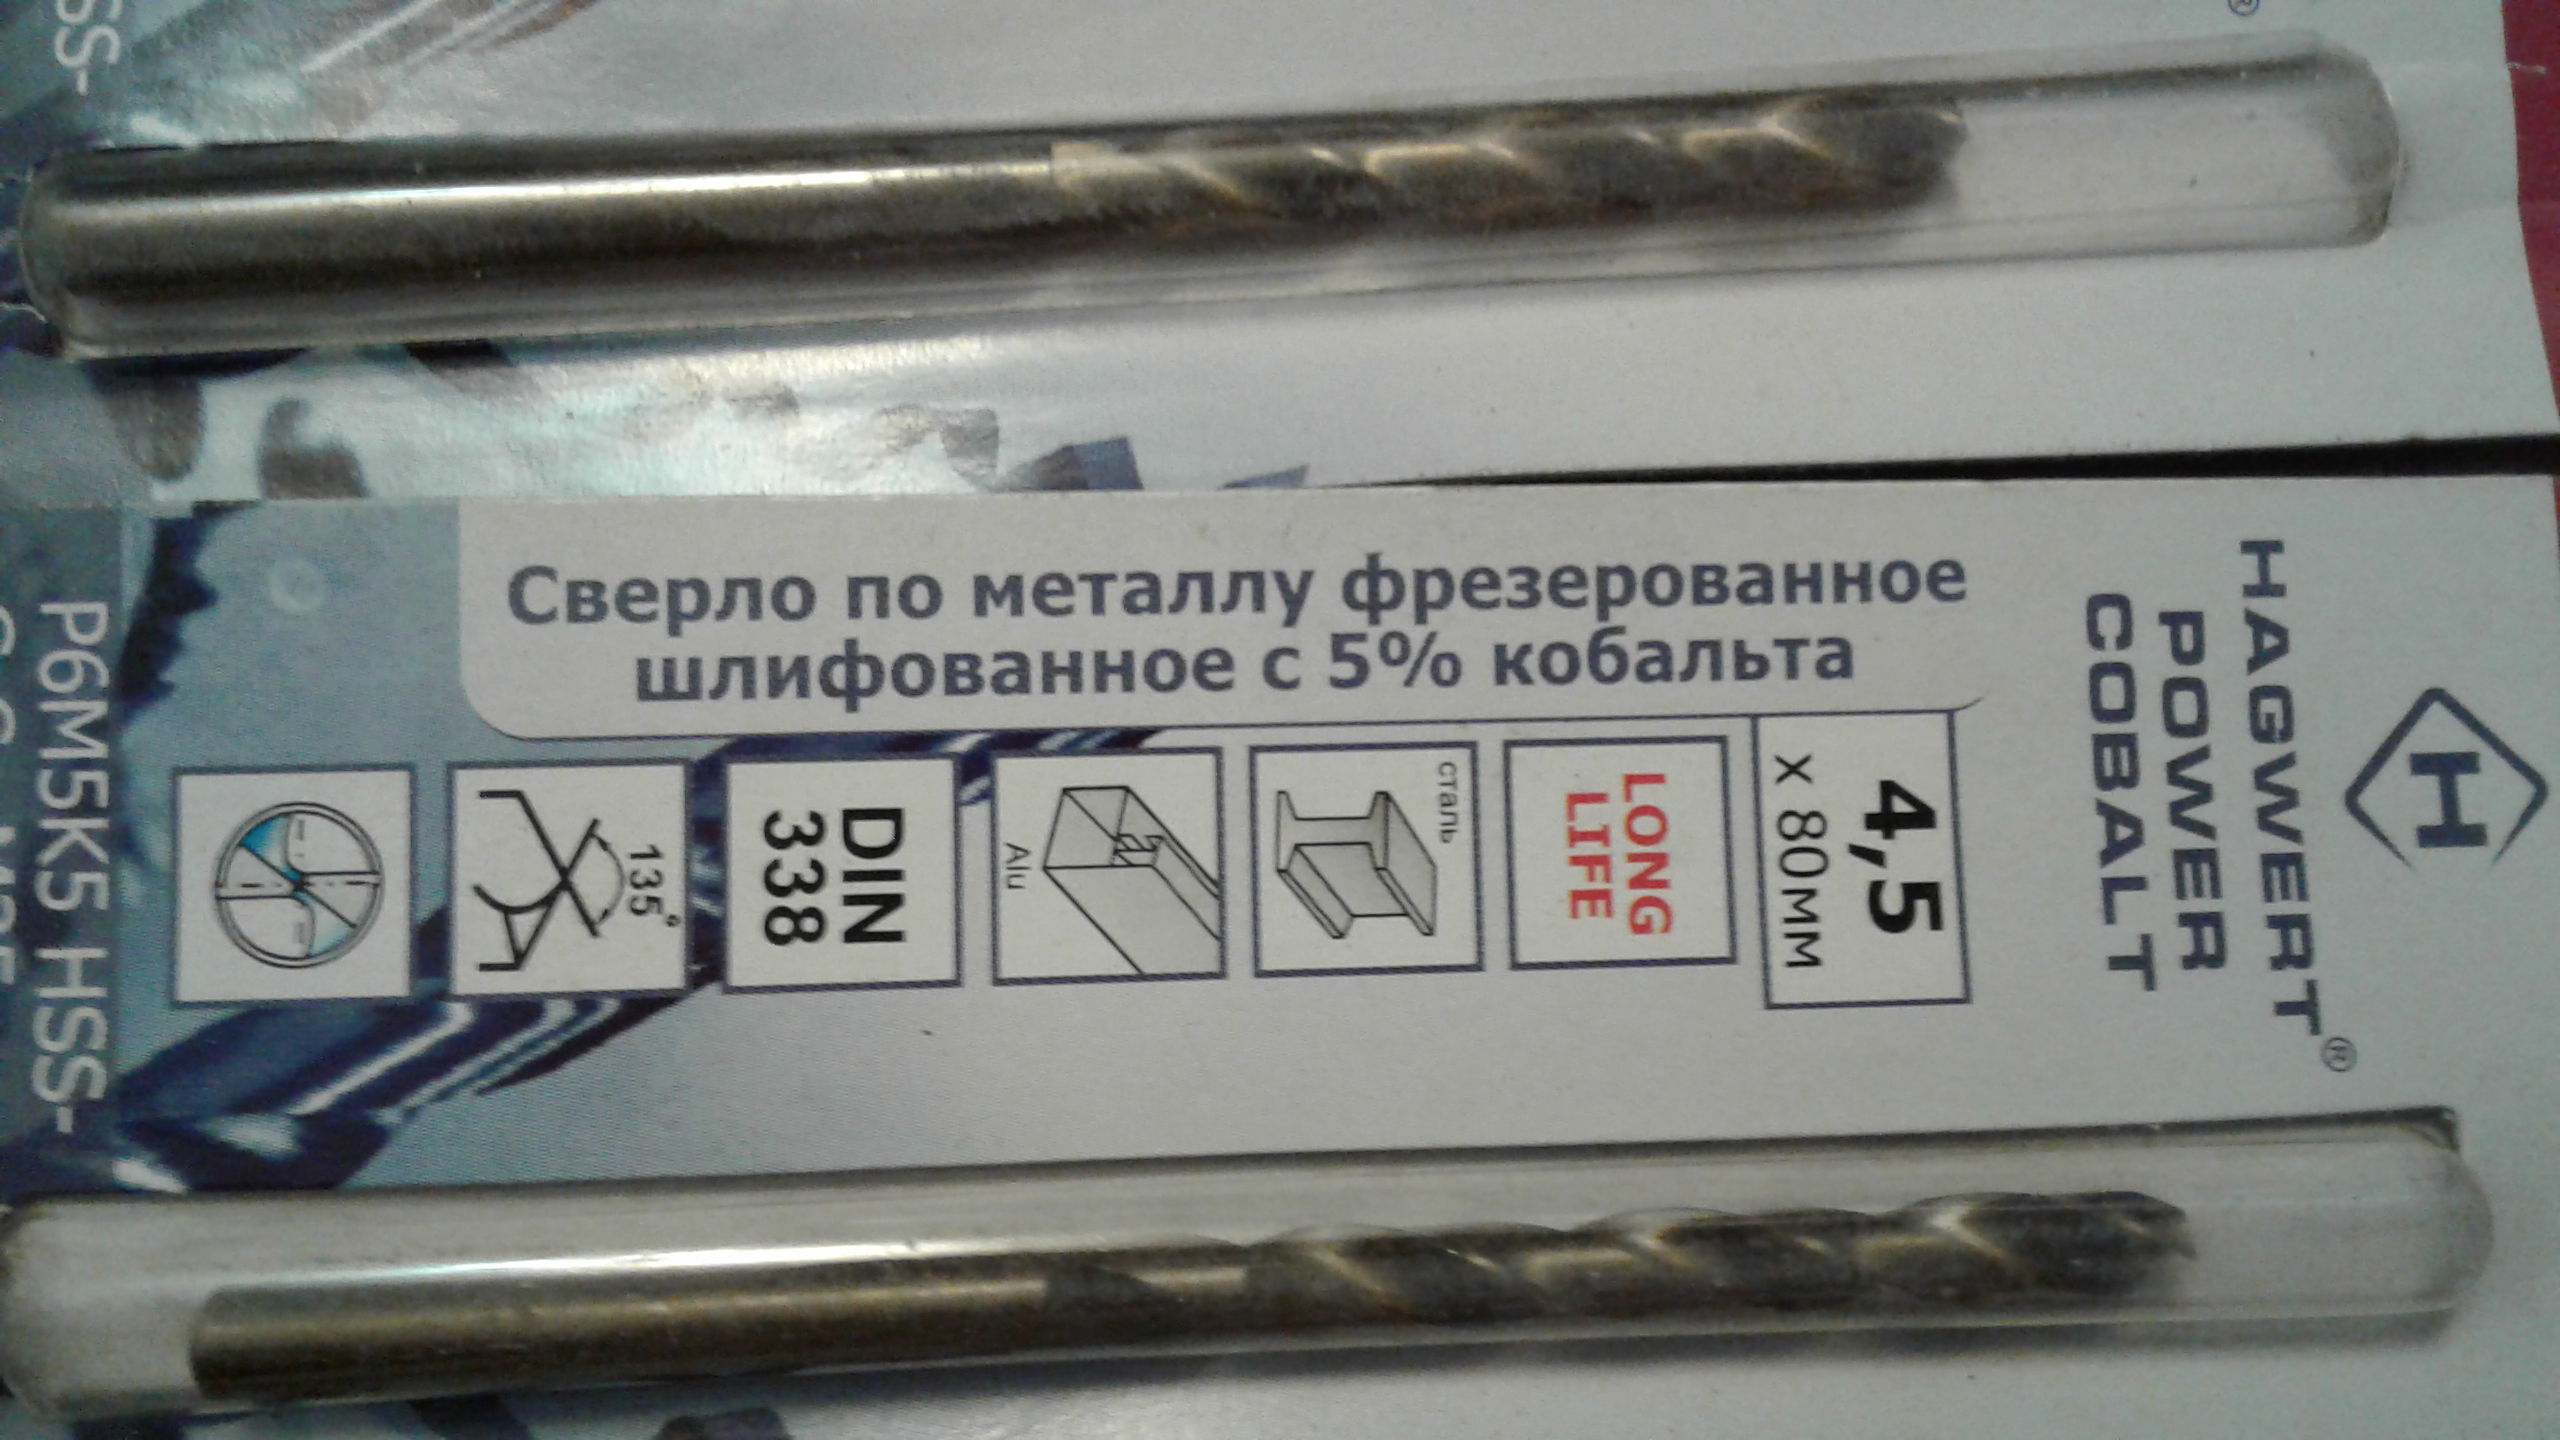 SS-
®
Сверло по металлу фрезерованное
шлифованное с 5% кобальта
H
HAGWERT®
POWER
COBALT
4,5
x 80мм
LONG
LIFE
сталь
Alu
DIN
338
135°
P6M5K5 HSS-